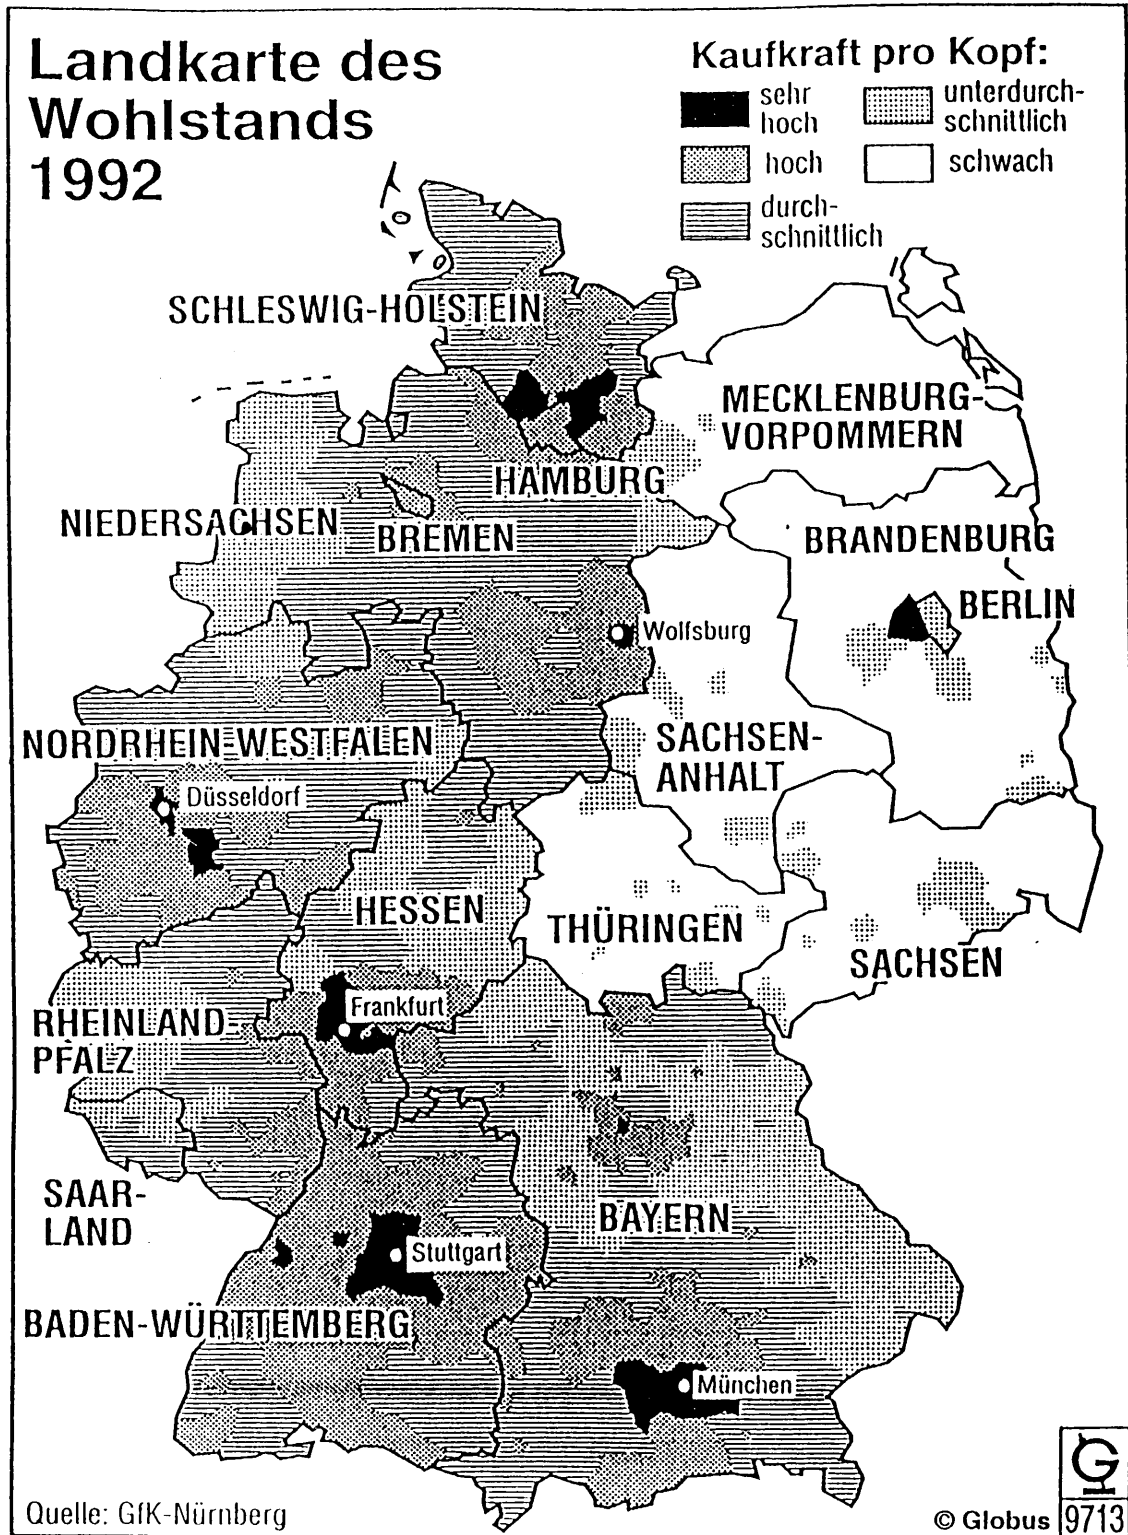 Landkarte des
Wohlstands
1992
Kaufkraft pro Kopf:
sehr
hoch
hoch
durch-
schnittlich
unterdurch-
schnittlich
schwach
SCHLESWIG-HOLSTEIN
MECKLENBURG-
VORPOMMERN
HAMBURG
NIEDERSACHSEN
BREMEN
BRANDENBURG
BERLIN
Wolfsburg
NORDRHEIN-WESTFALEN
SACHSEN-
ANHALT
Düsseldorf
HESSEN
THÜRINGEN
SACHSEN
Frankfurt
RHEINLAND-
PFALZ
SAAR-
LAND
BAYERN
Stuttgart
BADEN-WÜRTTEMBERG
München
Quelle: GfK-Nürnberg
© Globus
G
9713